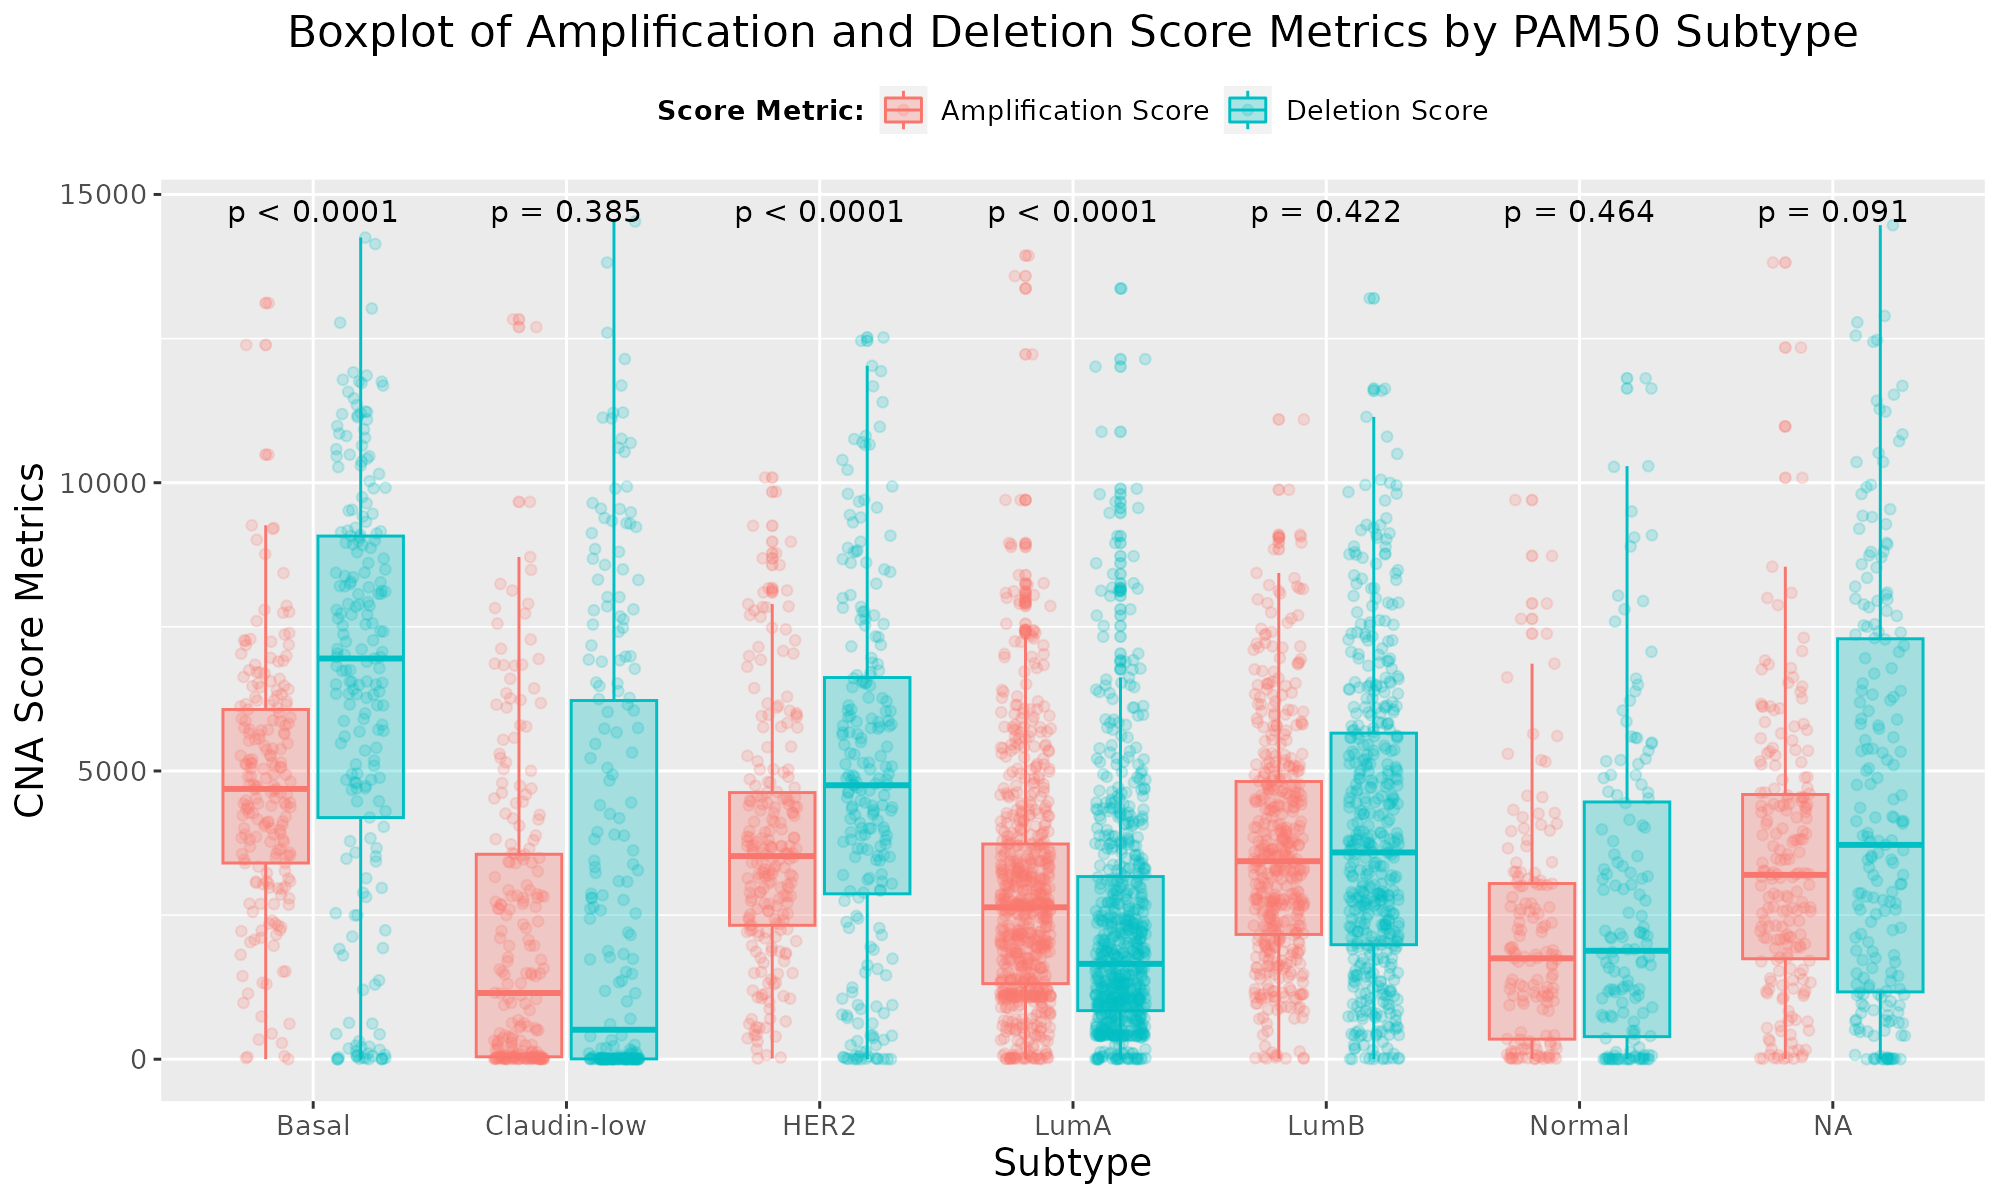 Boxplot of Amplification and Deletion Score Metrics by PAM50 Subtype
Score Metric: Amplification Score Deletion Score
15000
p < 0.0001 p = 0.385 p < 0.0001 p < 0.0001 p = 0.422 p = 0.464 p = 0.091
10000
5000
0
CNA Score Metrics
Basal Claudin-low HER2 LumA LumB Normal NA
Subtype